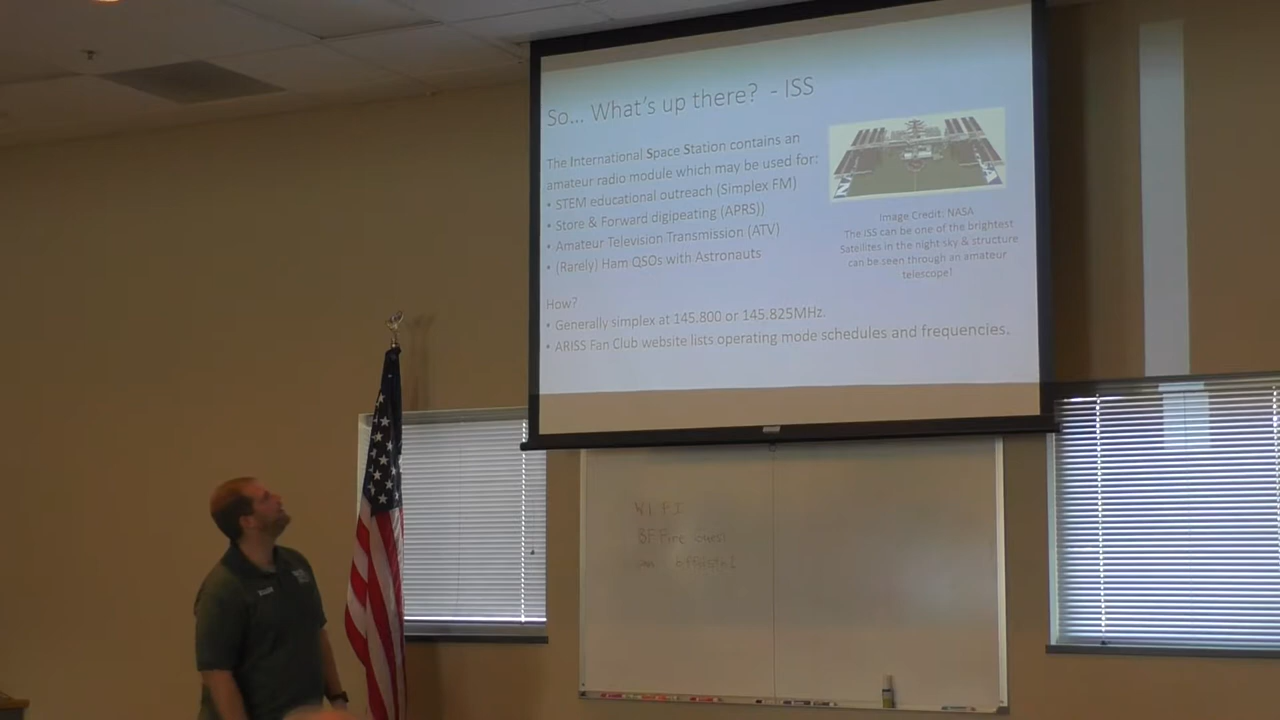 So... What's up there? - ISS
The International Space Station contains an
amateur radio module which may be used for:
• STEM educational outreach (Simplex FM)
• Store & Forward digipeating (APRS))
• Amateur Television Transmission (ATV)
• (Rarely) Ham QSOs with Astronauts
How?
• Generally simplex at 145.800 or 145.825MHz.
• ARISS Fan Club website lists operating mode schedules and frequencies.
Image Credit: NASA
The ISS can be one of the brightest
Satellites in the night sky & structure
can be seen through an amateur
telescope!
WI FI
BF Fire